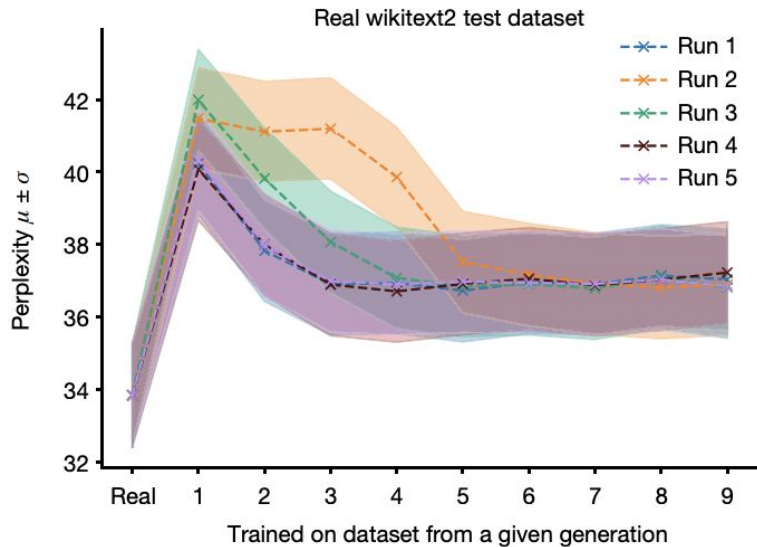 Real wikitext2 test dataset
Run 1
Run 2
Run 3
Run 4
Run 5
Perplexity μ ± σ
42
40
38
36
34
32
Real 1 2 3 4 5 6 7 8 9
Trained on dataset from a given generation